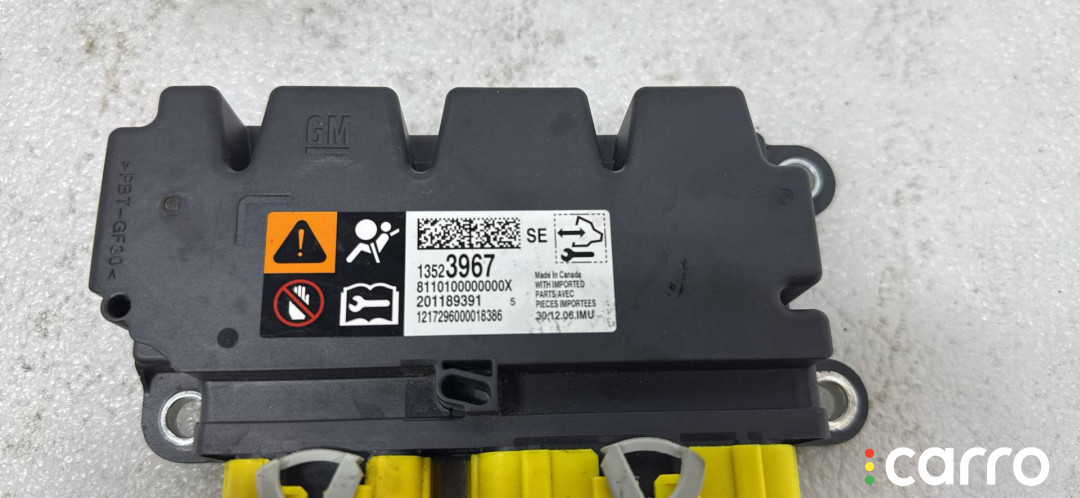 GM
>PBT-GF30<
SE
13523967
8110100000000X
201189391 5
1217296000018386
Made In Canada
WITH IMPORTED
PARTS/AVEC
PIECES IMPORTEES
30.12.06.IMU
carro